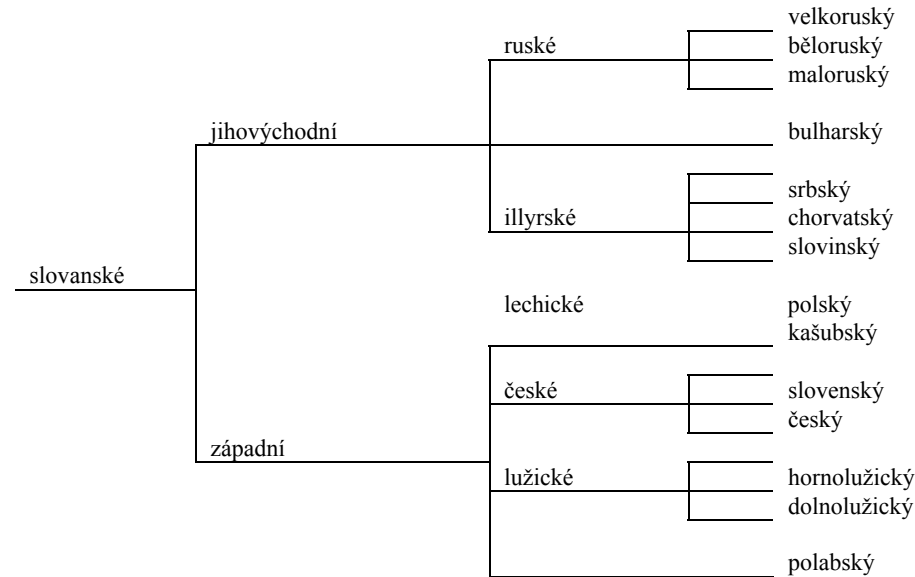 velkoruský
ruské běloruský
maloruský
jihovýchodní bulharský
srbský
illyrské chorvatský
slovinský
slovanské
lechické polský
kašubský
české slovenský
český
západní
lužické hornolužický
dolnolužický
polabský